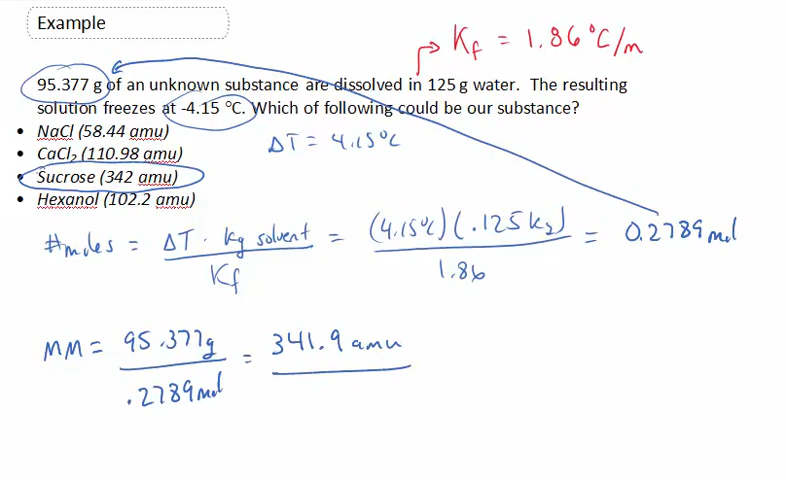 Example
Kf = 1.86°C/m
95.377 g of an unknown substance are dissolved in 125 g water. The resulting
solution freezes at -4.15 °C. Which of following could be our substance?
• NaCl (58.44 amu)
ΔT = 4.15°C
• CaCl₂ (110.98 amu)
• Sucrose (342 amu)
• Hexanol (102.2 amu)
#moles = ΔT · kg solvent / Kf = (4.15°C)(.125 kg) / 1.86 = 0.2789 mol
MM = 95.377g / .2789 mol = 341.9 amu